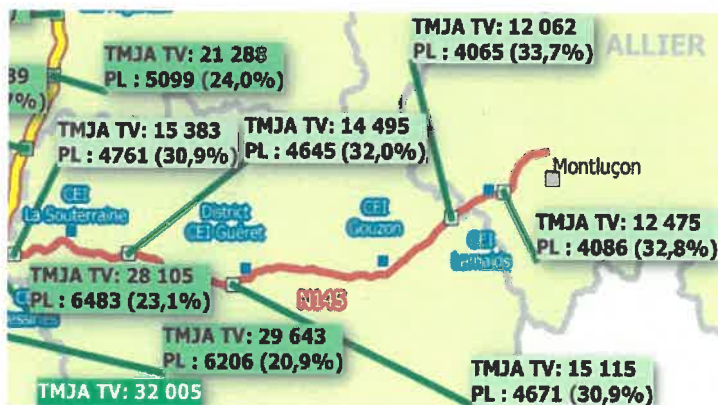 TMJA TV: 12 062
PL : 4065 (33,7%)
ALLIER
TMJA TV: 21 288
PL : 5099 (24,0%)
39
7%)
TMJA TV: 15 383
PL : 4761 (30,9%)
TMJA TV: 14 495
PL : 4645 (32,0%)
Montluçon
CEI
La Souterraine
District
CEI Guéret
CEI
Gouzon
CEI
TMJA TV: 12 475
PL : 4086 (32,8%)
TMJA TV: 28 105
PL : 6483 (23,1%)
N145
TMJA TV: 29 643
PL : 6206 (20,9%)
TMJA TV: 15 115
PL : 4671 (30,9%)
TMJA TV: 32 005